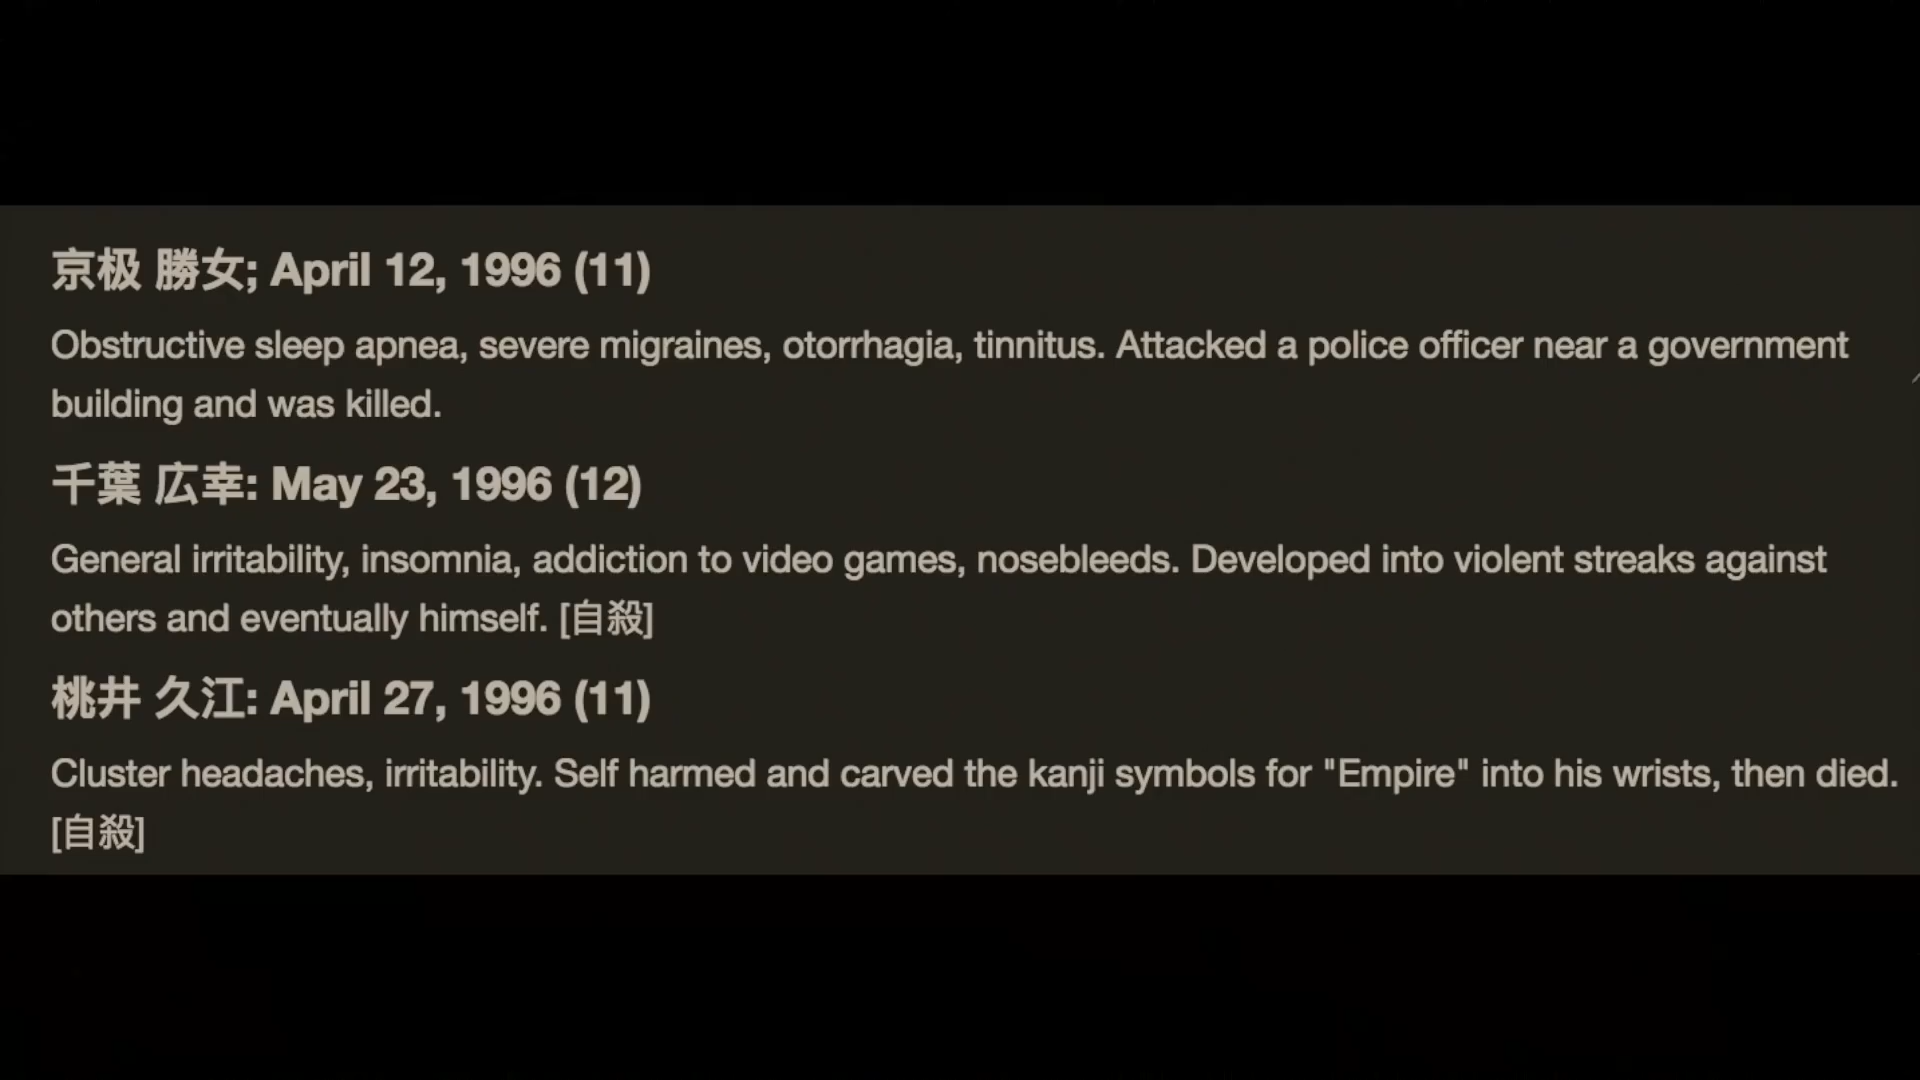 京极 勝女; April 12, 1996 (11)
Obstructive sleep apnea, severe migraines, otorrhagia, tinnitus. Attacked a police officer near a government
building and was killed.
千葉 広幸: May 23, 1996 (12)
General irritability, insomnia, addiction to video games, nosebleeds. Developed into violent streaks against
others and eventually himself. [自殺]
桃井 久江: April 27, 1996 (11)
Cluster headaches, irritability. Self harmed and carved the kanji symbols for "Empire" into his wrists, then died.
[自殺]